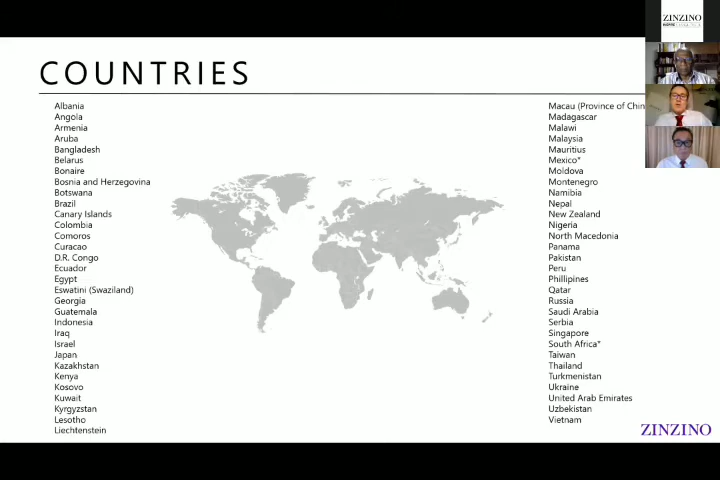 ZINZINO
COUNTRIES
Albania
Angola
Armenia
Aruba
Bangladesh
Belarus
Bonaire
Bosnia and Herzegovina
Botswana
Brazil
Canary Islands
Colombia
Comoros
Curacao
D.R. Congo
Ecuador
Egypt
Eswatini (Swaziland)
Georgia
Guatemala
Indonesia
Iraq
Israel
Japan
Kazakhstan
Kenya
Kosovo
Kuwait
Kyrgyzstan
Lesotho
Liechtenstein
Macau (Province of Chin
Madagascar
Malawi
Malaysia
Mauritius
Mexico*
Moldova
Montenegro
Namibia
Nepal
New Zealand
Nigeria
North Macedonia
Panama
Pakistan
Peru
Phillipines
Qatar
Russia
Saudi Arabia
Serbia
Singapore
South Africa*
Taiwan
Thailand
Turkmenistan
Ukraine
United Arab Emirates
Uzbekistan
Vietnam
ZINZINO